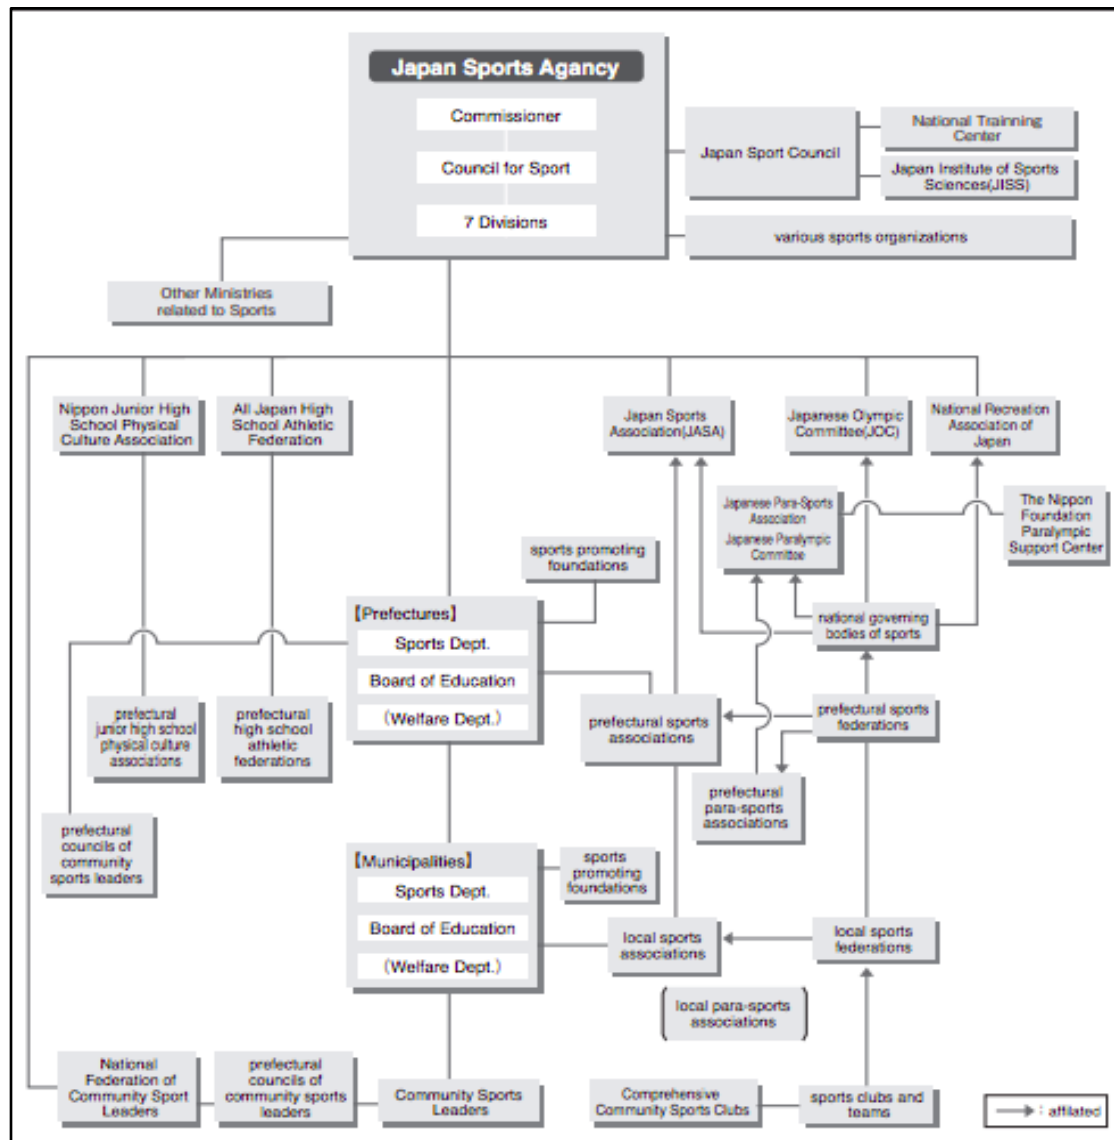 Japan Sports Agancy
Commissioner
Council for Sport
7 Divisions
Japan Sport Council
National Trainning
Center
Japan Institute of Sports
Sciences(JISS)
various sports organizations
Other Ministries
related to Sports
Nippon Junior High
School Physical
Culture Association
All Japan High
School Athletic
Federation
Japan Sports
Association(JASA)
Japanese Olympic
Committee(JOC)
National Recreation
Association of
Japan
Japanese Para-Sports
Association
Japanese Paralympic
Committee
The Nippon
Foundation
Paralympic
Support Center
sports promoting
foundations
【Prefectures】
Sports Dept.
Board of Education
(Welfare Dept.)
national governing
bodies of sports
prefectural
junior high school
physical culture
associations
prefectural
high school
athletic
federations
prefectural sports
associations
prefectural sports
federations
prefectural
para-sports
associations
prefectural
councils of
community
sports leaders
【Municipalities】
Sports Dept.
Board of Education
(Welfare Dept.)
sports
promoting
foundations
local sports
associations
local sports
federations
(local para-sports
associations)
National
Federation of
Community Sport
Leaders
prefectural
councils of
community sports
leaders
Community Sports
Leaders
Comprehensive
Community Sports Clubs
sports clubs and
teams
→ : affilated